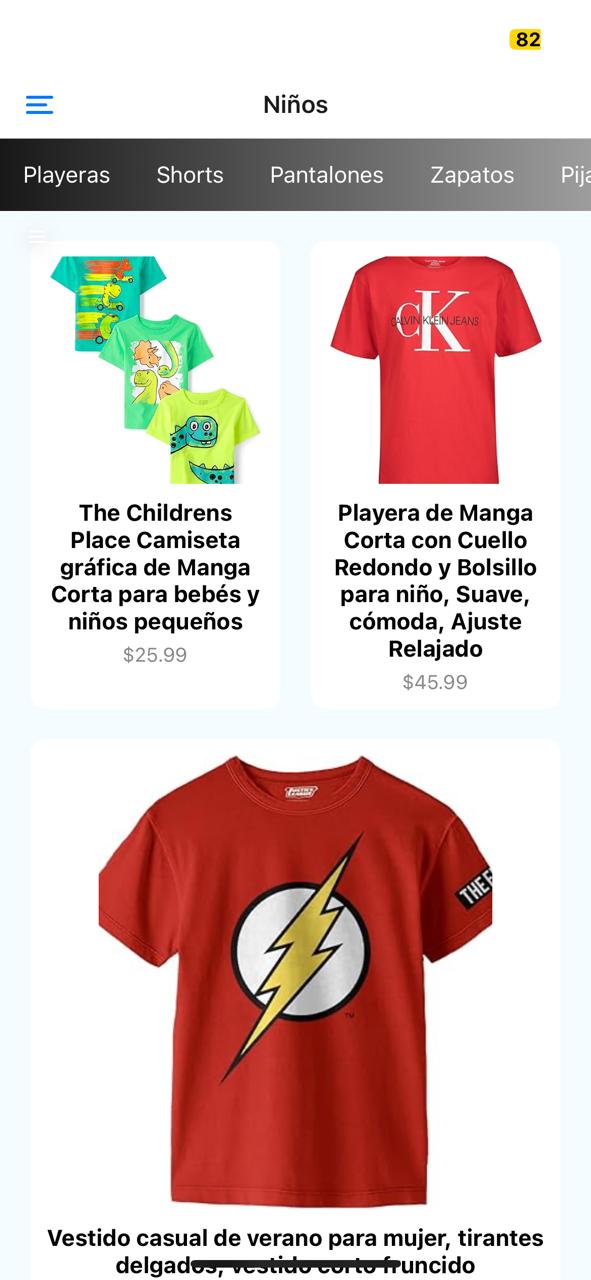 82
Niños
Playeras Shorts Pantalones Zapatos Pija
CK
CALVIN KLEIN JEANS
The Childrens
Place Camiseta
gráfica de Manga
Corta para bebés y
niños pequeños
$25.99
Playera de Manga
Corta con Cuello
Redondo y Bolsillo
para niño, Suave,
cómoda, Ajuste
Relajado
$45.99
JUSTICE
LEAGUE
THE F
TM
Vestido casual de verano para mujer, tirantes
delgados, vestido corto fruncido